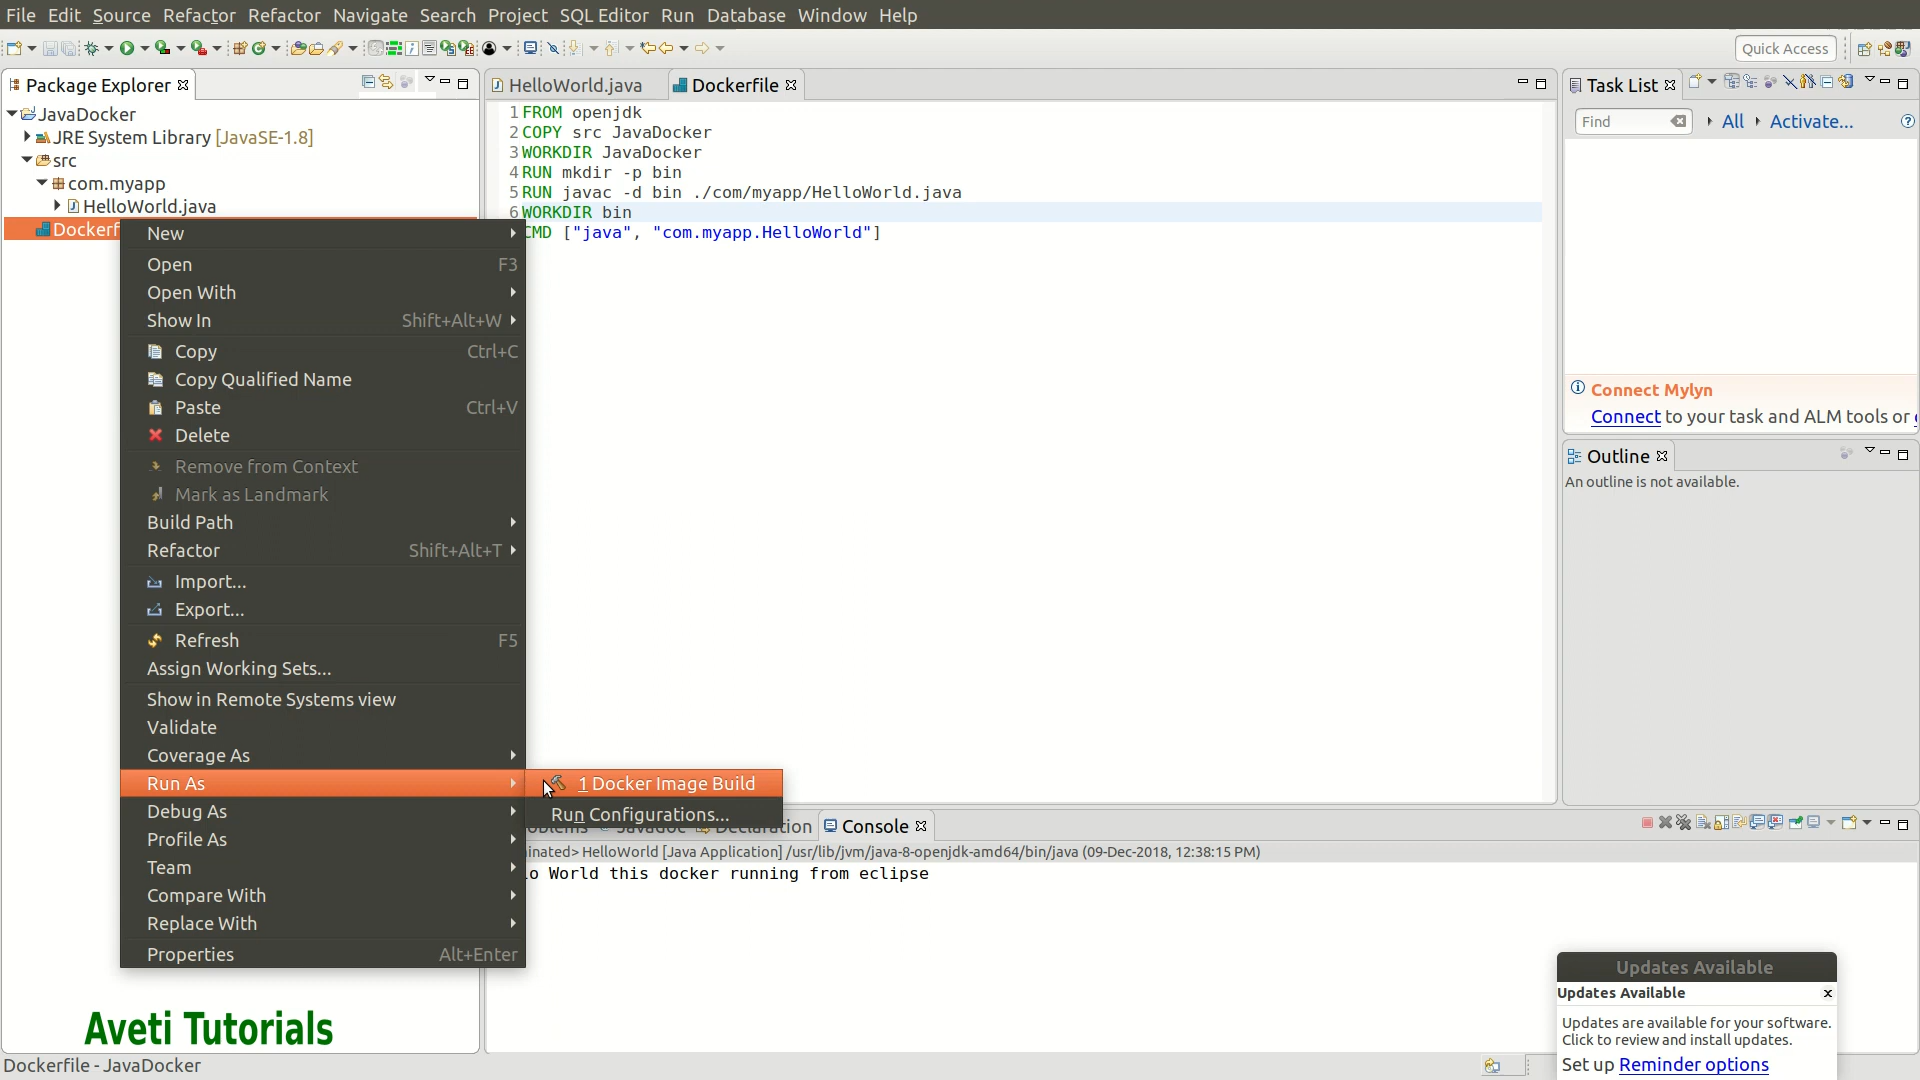 File Edit Source Refactor Refactor Navigate Search Project SQL Editor Run Database Window Help
Quick Access
Package Explorer
JavaDocker
JRE System Library [JavaSE-1.8]
src
com.myapp
HelloWorld.java
Dockerf
New
Open F3
Open With
Show In Shift+Alt+W
Copy Ctrl+C
Copy Qualified Name
Paste Ctrl+V
Delete
Remove from Context
Mark as Landmark
Build Path
Refactor Shift+Alt+T
Import...
Export...
Refresh F5
Assign Working Sets...
Show in Remote Systems view
Validate
Coverage As
Run As
Debug As
Profile As
Team
Compare With
Replace With
Properties Alt+Enter
1 Docker Image Build
Run Configurations...
HelloWorld.java Dockerfile
1 FROM openjdk
2 COPY src JavaDocker
3 WORKDIR JavaDocker
4 RUN mkdir -p bin
5 RUN javac -d bin ./com/myapp/HelloWorld.java
6 WORKDIR bin
CMD ["java", "com.myapp.HelloWorld"]
Console
inated> HelloWorld [Java Application] /usr/lib/jvm/java-8-openjdk-amd64/bin/java (09-Dec-2018, 12:38:15 PM)
o World this docker running from eclipse
Task List
Find All Activate...
Connect Mylyn
Connect to your task and ALM tools or
Outline
An outline is not available.
Updates Available
Updates Available
Updates are available for your software.
Click to review and install updates.
Set up Reminder options
Aveti Tutorials
Dockerfile - JavaDocker